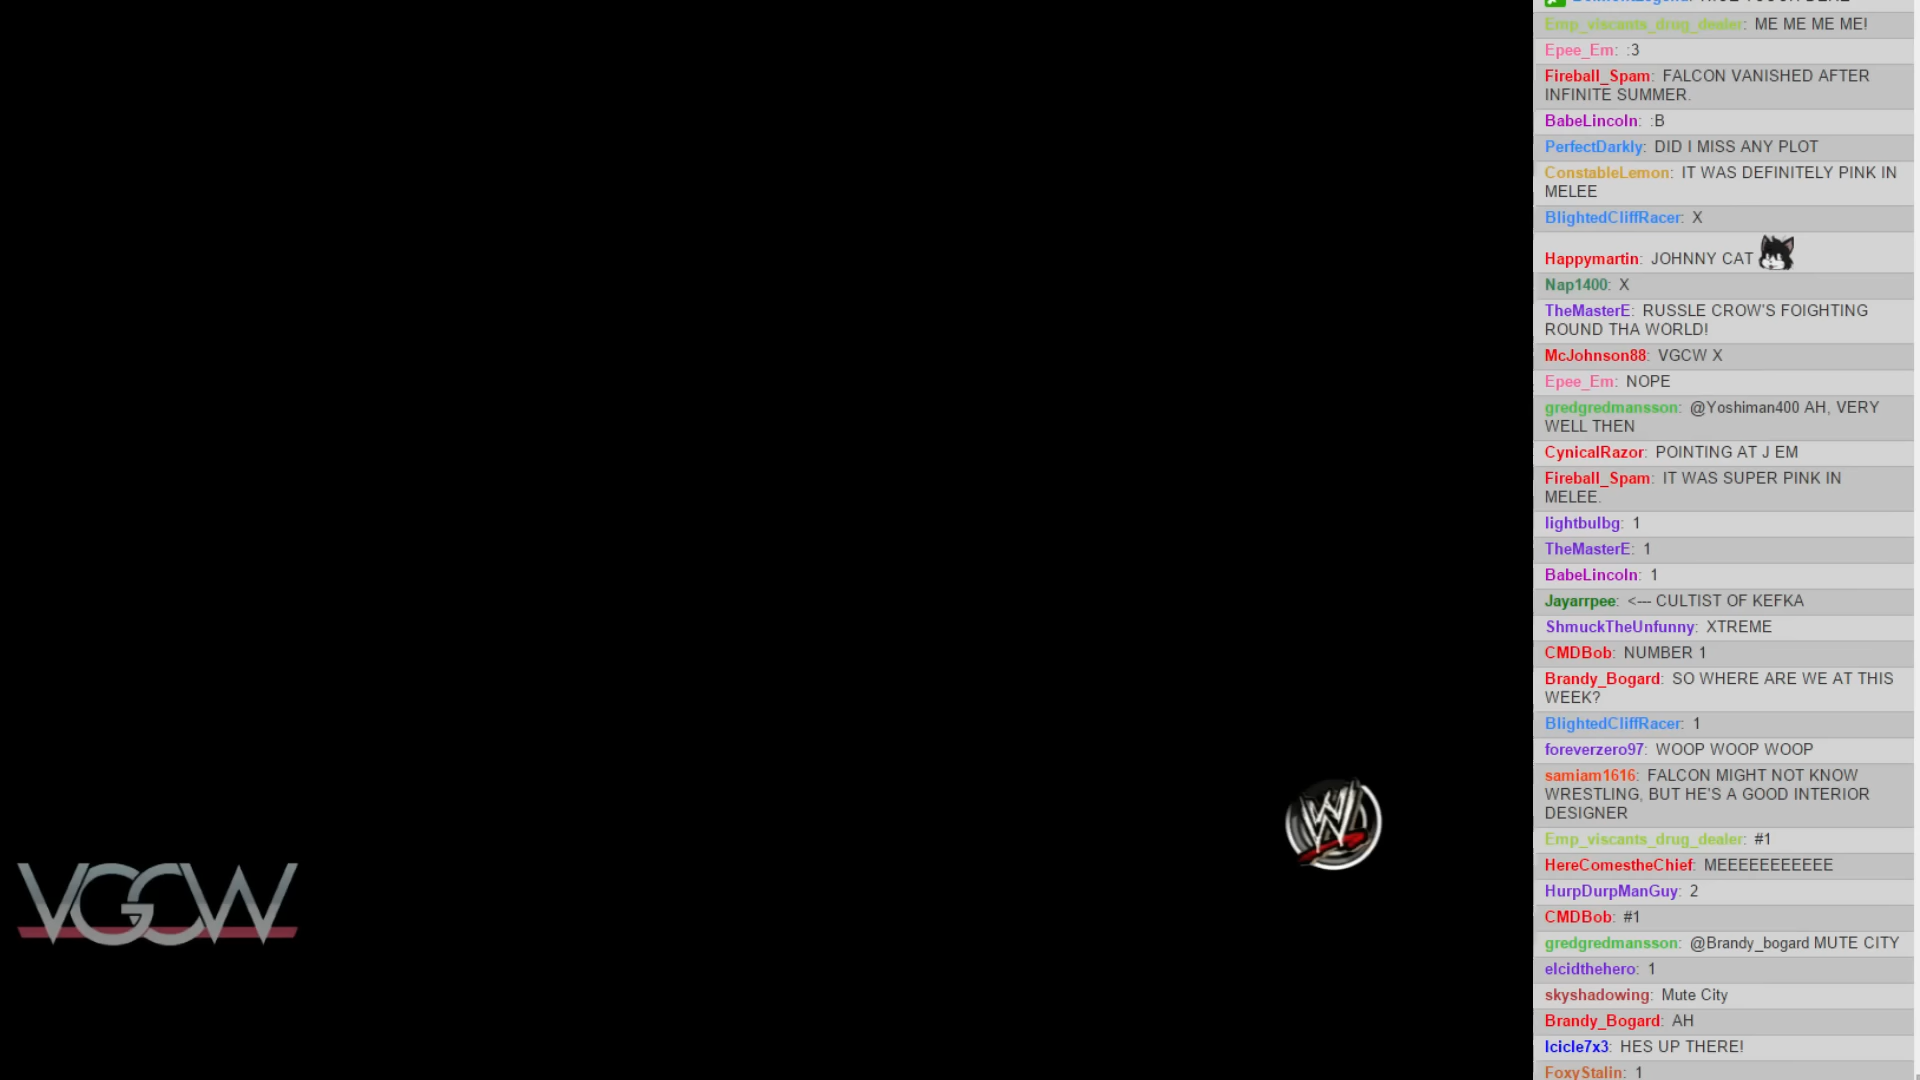 Emp_viscants_drug_dealer: ME ME ME ME!
Epee_Em: :3
Fireball_Spam: FALCON VANISHED AFTER
INFINITE SUMMER.
BabeLincoln: :B
PerfectDarkly: DID I MISS ANY PLOT
ConstableLemon: IT WAS DEFINITELY PINK IN
MELEE
BlightedCliffRacer: X
Happymartin: JOHNNY CAT
Nap1400: X
TheMasterE: RUSSLE CROW'S FOIGHTING
ROUND THA WORLD!
McJohnson88: VGCW X
Epee_Em: NOPE
gredgredmansson: @Yoshiman400 AH, VERY
WELL THEN
CynicalRazor: POINTING AT J EM
Fireball_Spam: IT WAS SUPER PINK IN
MELEE.
lightbulbg: 1
TheMasterE: 1
BabeLincoln: 1
Jayarrpee: <--- CULTIST OF KEFKA
ShmuckTheUnfunny: XTREME
CMDBob: NUMBER 1
Brandy_Bogard: SO WHERE ARE WE AT THIS
WEEK?
BlightedCliffRacer: 1
foreverzero97: WOOP WOOP WOOP
samiam1616: FALCON MIGHT NOT KNOW
WRESTLING, BUT HE'S A GOOD INTERIOR
DESIGNER
Emp_viscants_drug_dealer: #1
HereComestheChief: MEEEEEEEEEEE
HurpDurpManGuy: 2
CMDBob: #1
gredgredmansson: @Brandy_bogard MUTE CITY
elcidthehero: 1
skyshadowing: Mute City
Brandy_Bogard: AH
Icicle7x3: HES UP THERE!
FoxyStalin: 1
VGCW
W